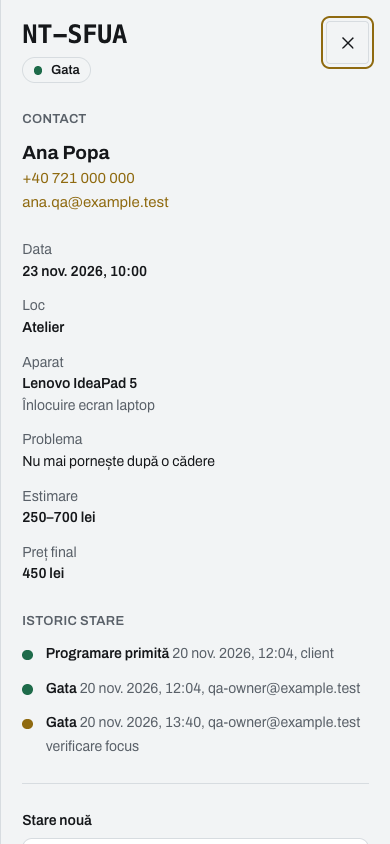 NT–SFUA
Gata
CONTACT
Ana Popa
+40 721 000 000
ana.qa@example.test
Data
23 nov. 2026, 10:00
Loc
Atelier
Aparat
Lenovo IdeaPad 5
Înlocuire ecran laptop
Problema
Nu mai pornește după o cădere
Estimare
250–700 lei
Preț final
450 lei
ISTORIC STARE
Programare primită 20 nov. 2026, 12:04, client
Gata 20 nov. 2026, 12:04, qa-owner@example.test
Gata 20 nov. 2026, 13:40, qa-owner@example.test
verificare focus
Stare nouă